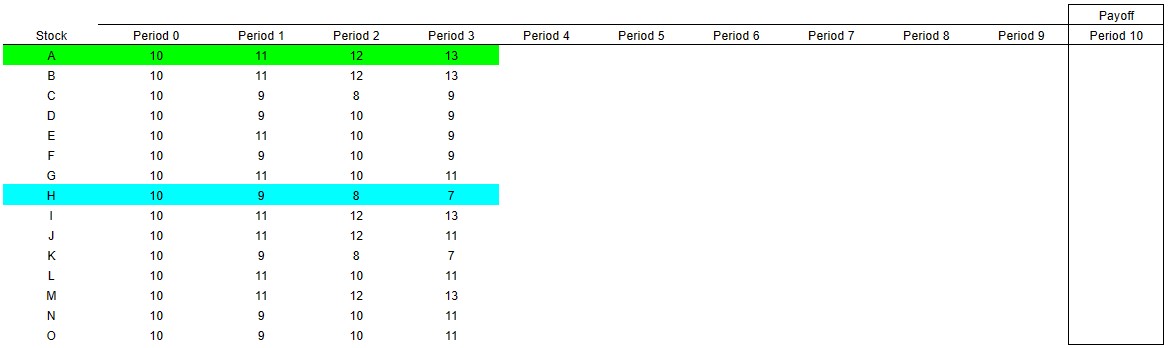 Payoff
Stock Period 0 Period 1 Period 2 Period 3 Period 4 Period 5 Period 6 Period 7 Period 8 Period 9 Period 10
A 10 11 12 13
B 10 11 12 13
C 10 9 8 9
D 10 9 10 9
E 10 11 10 9
F 10 9 10 9
G 10 11 10 11
H 10 9 8 7
I 10 11 12 13
J 10 11 12 11
K 10 9 8 7
L 10 11 10 11
M 10 11 12 13
N 10 9 10 11
O 10 9 10 11